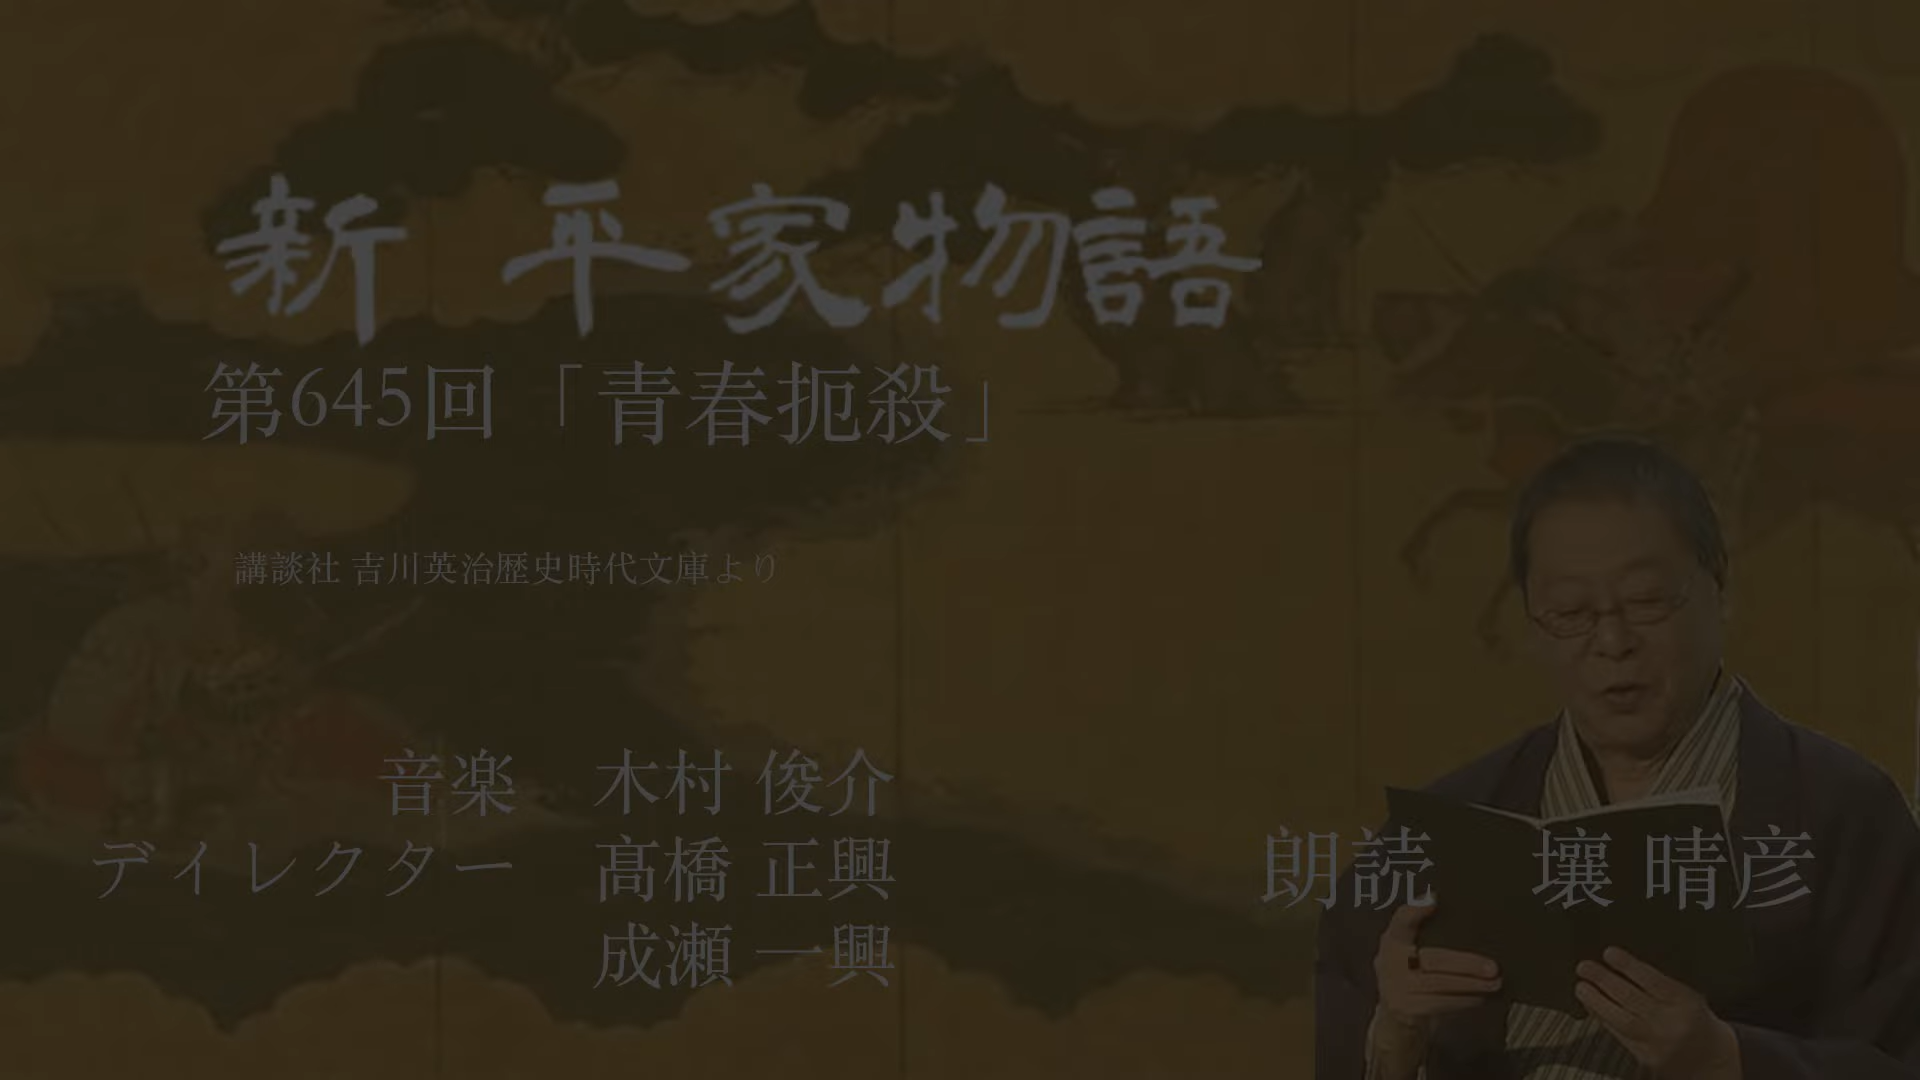 新 平家物語
第645回「青春扼殺」
講談社 吉川英治歴史時代文庫より
音楽 木村 俊介
ディレクター 髙橋 正興
成瀬 一興
朗読 壤 晴彦